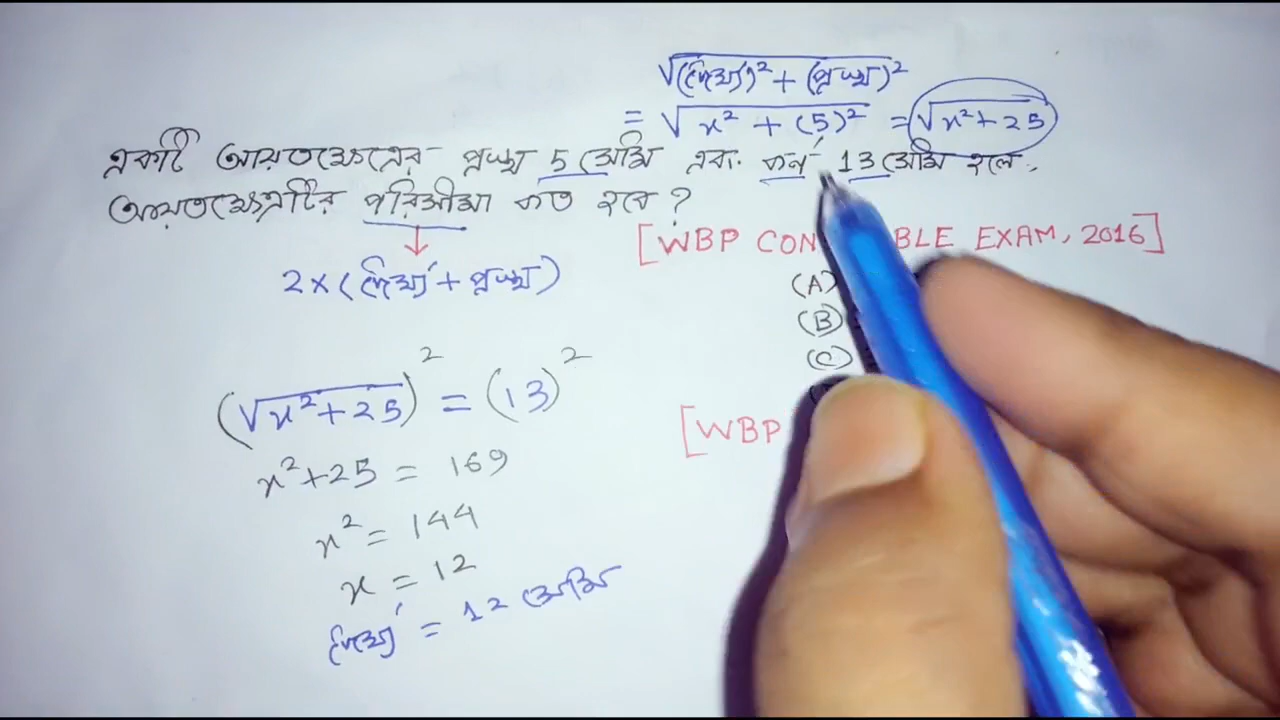 √(দৈর্ঘ্য)² + (প্রস্থ)²
= √x² + (5)² = √x² + 25
একটি আয়তক্ষেত্রের প্রস্থ 5 সেমি এবং কর্ণ 13 সেমি হলে,
আয়তক্ষেত্রটির পরিসীমা কত হবে ?
[WBP CON BLE EXAM, 2016]
2 × (দৈর্ঘ্য + প্রস্থ)
(A)
(B)
(C)
(√x² + 25)² = (13)²
[WBP
x² + 25 = 169
x² = 144
x = 12
দৈর্ঘ্য = 12 সেমি